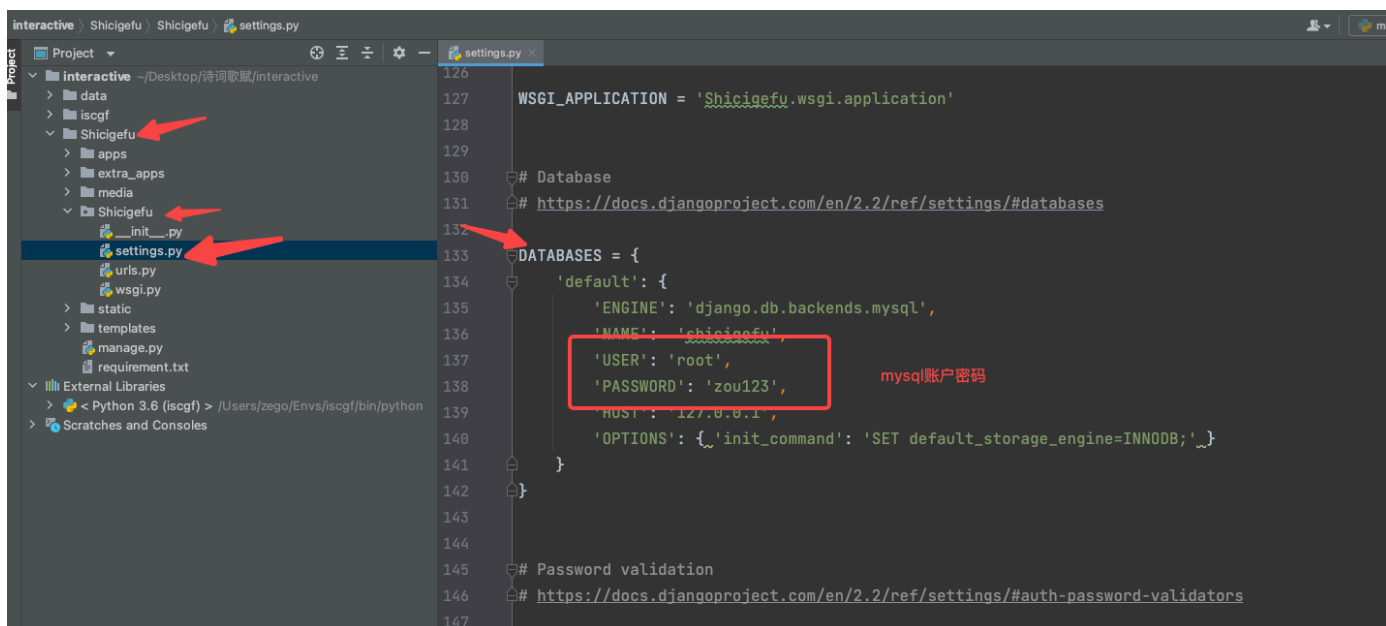 interactive 〉 Shicigefu 〉 Shicigefu 〉 settings.py
Project
Project
interactive ~/Desktop/诗词歌赋/interactive
data
iscgf
Shicigefu
apps
extra_apps
media
Shicigefu
__init__.py
settings.py
urls.py
wsgi.py
static
templates
manage.py
requirement.txt
External Libraries
< Python 3.6 (iscgf) > /Users/zego/Envs/iscgf/bin/python
Scratches and Consoles
settings.py
126
127 WSGI_APPLICATION = 'Shicigefu.wsgi.application'
128
129
130 # Database
131 # https://docs.djangoproject.com/en/2.2/ref/settings/#databases
132
133 DATABASES = {
134 'default': {
135 'ENGINE': 'django.db.backends.mysql',
136 'NAME': 'shicigefu',
137 'USER': 'root',
138 'PASSWORD': 'zou123',
mysql账户密码
139 'HOST': '127.0.0.1',
140 'OPTIONS': { 'init_command': 'SET default_storage_engine=INNODB;' }
141 }
142 }
143
144
145 # Password validation
146 # https://docs.djangoproject.com/en/2.2/ref/settings/#auth-password-validators
147